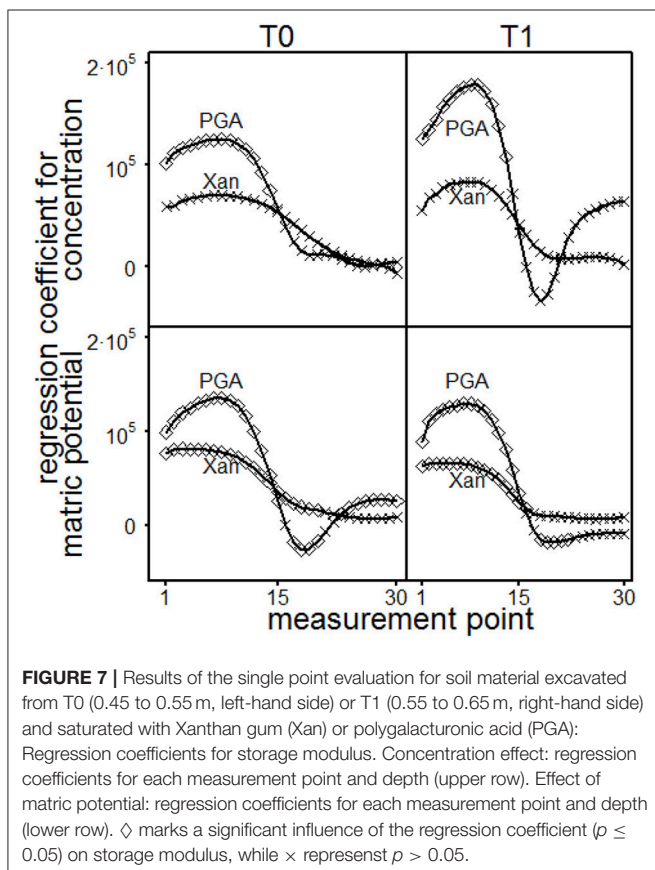 T0 T1
2·10⁵
10⁵
0
regression coefficient for
concentration
PGA
Xan
PGA
Xan
2·10⁵
10⁵
0
regression coefficient for
matric potential
PGA
Xan
PGA
Xan
1 15 30 1 15 30
measurement point
FIGURE 7 | Results of the single point evaluation for soil material excavated
from T0 (0.45 to 0.55 m, left-hand side) or T1 (0.55 to 0.65 m, right-hand side)
and saturated with Xanthan gum (Xan) or polygalacturonic acid (PGA):
Regression coefficients for storage modulus. Concentration effect: regression
coefficients for each measurement point and depth (upper row). Effect of
matric potential: regression coefficients for each measurement point and depth
(lower row). ◇ marks a significant influence of the regression coefficient (p ≤
0.05) on storage modulus, while × represenst p > 0.05.